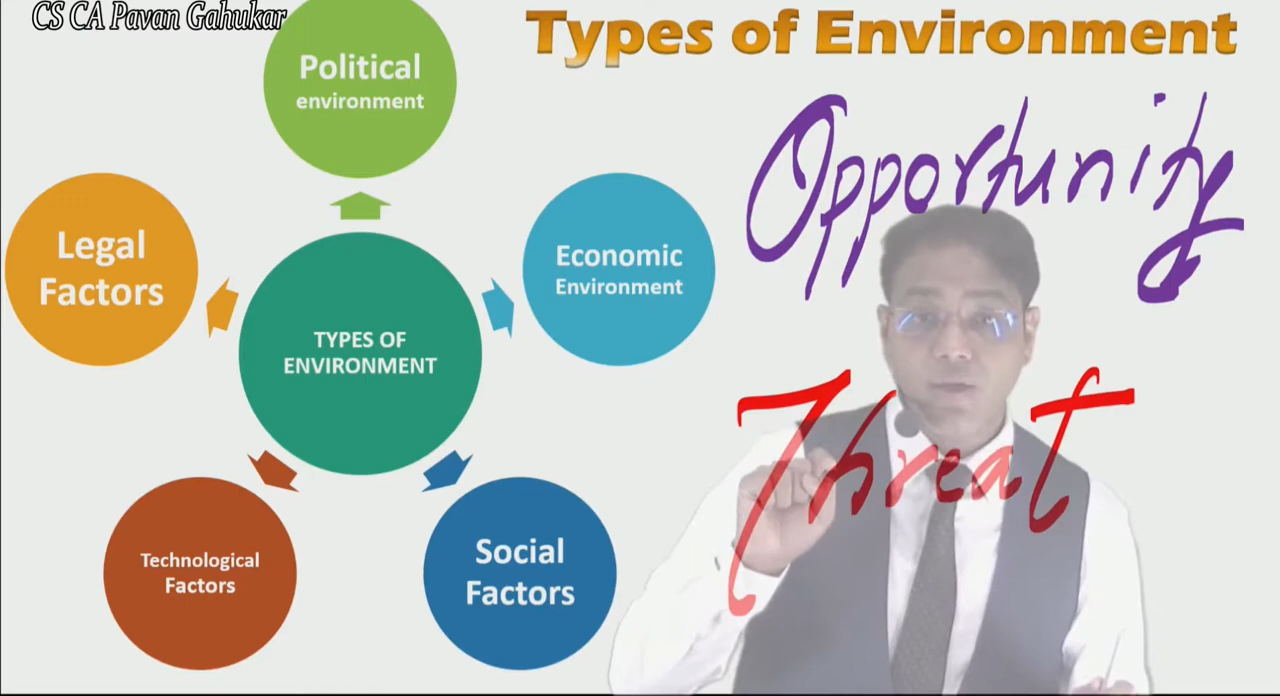 CS CA Pavan Gahukar
Types of Environment
Political
environment
Opportunity
Legal
Factors
Economic
Environment
TYPES OF
ENVIRONMENT
Threat
Technological
Factors
Social
Factors